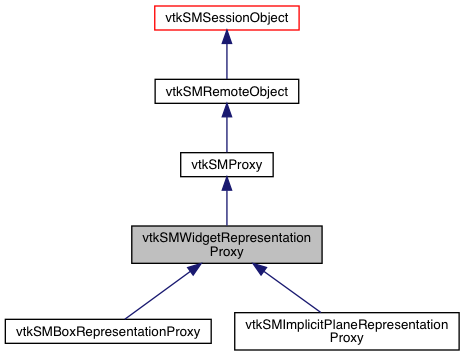 vtkSMSessionObject
vtkSMRemoteObject
vtkSMProxy
vtkSMWidgetRepresentation
Proxy
vtkSMBoxRepresentationProxy
vtkSMImplicitPlaneRepresentation
Proxy